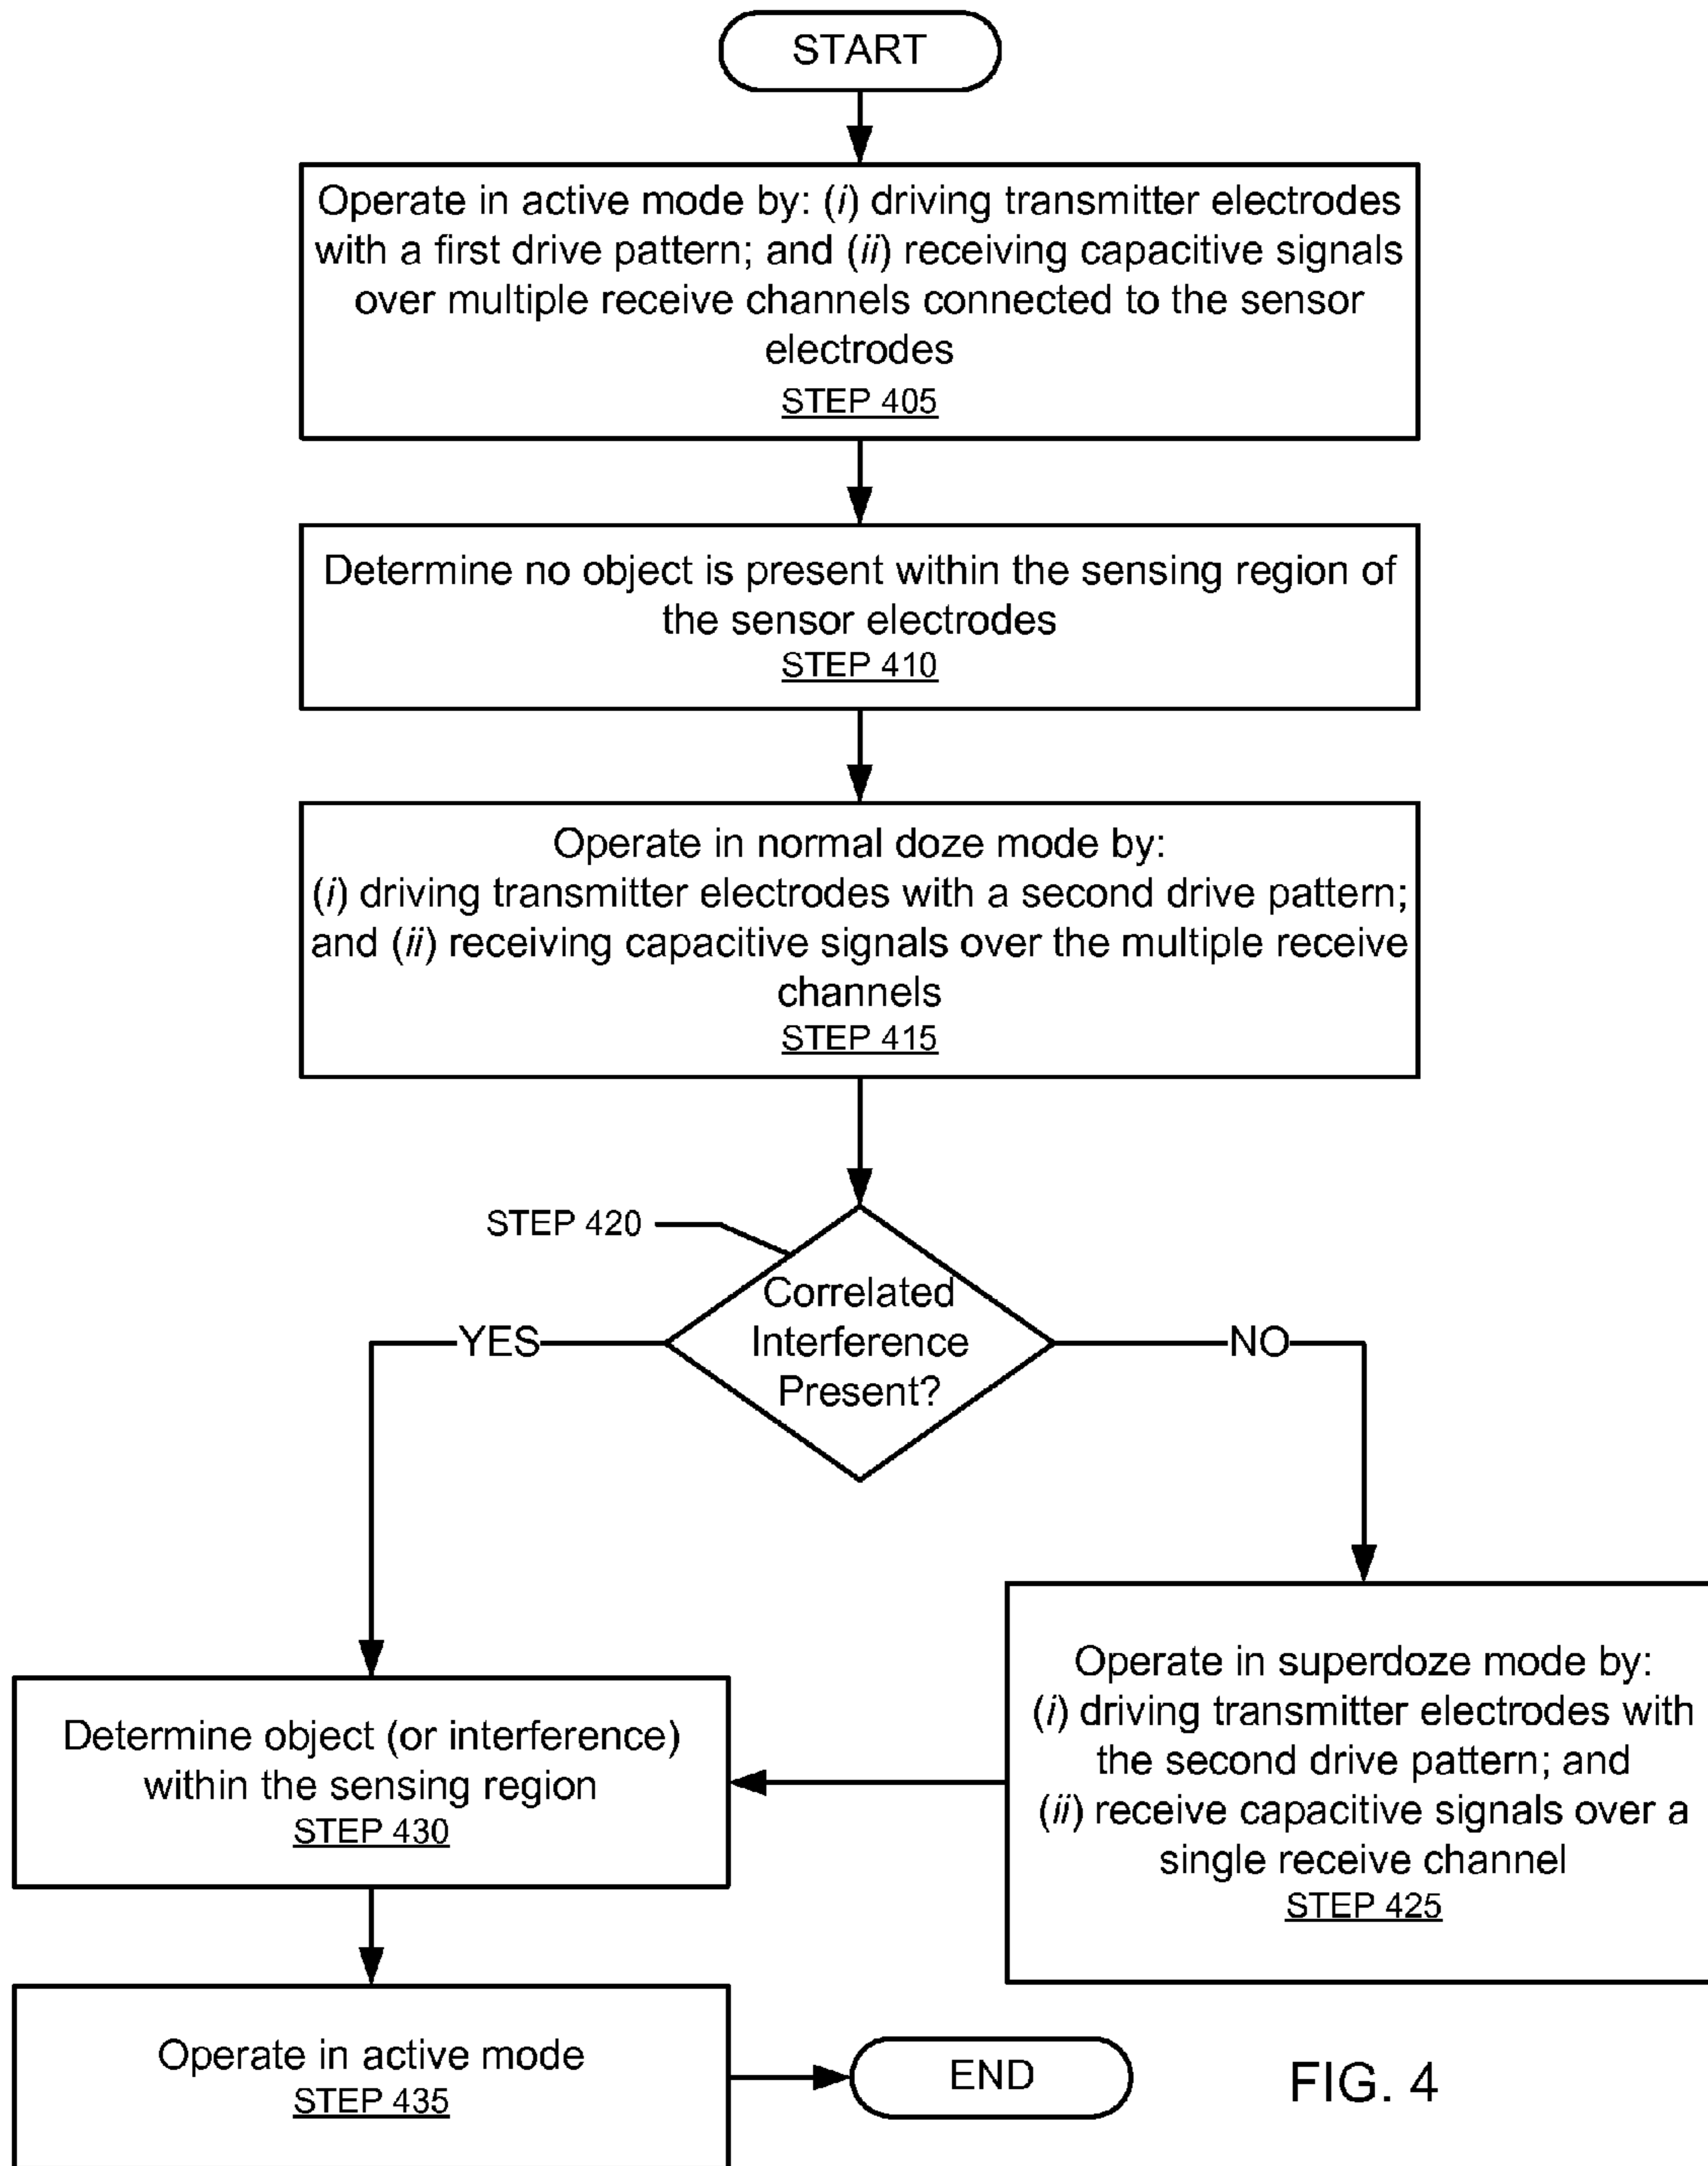 START
Operate in active mode by: (i) driving transmitter electrodes
with a first drive pattern; and (ii) receiving capacitive signals
over multiple receive channels connected to the sensor
electrodes
STEP 405
Determine no object is present within the sensing region of
the sensor electrodes
STEP 410
Operate in normal doze mode by:
(i) driving transmitter electrodes with a second drive pattern;
and (ii) receiving capacitive signals over the multiple receive
channels
STEP 415
STEP 420
Correlated
Interference
Present?
YES
NO
Operate in superdoze mode by:
(i) driving transmitter electrodes with
the second drive pattern; and
(ii) receive capacitive signals over a
single receive channel
STEP 425
Determine object (or interference)
within the sensing region
STEP 430
Operate in active mode
STEP 435
END
FIG. 4